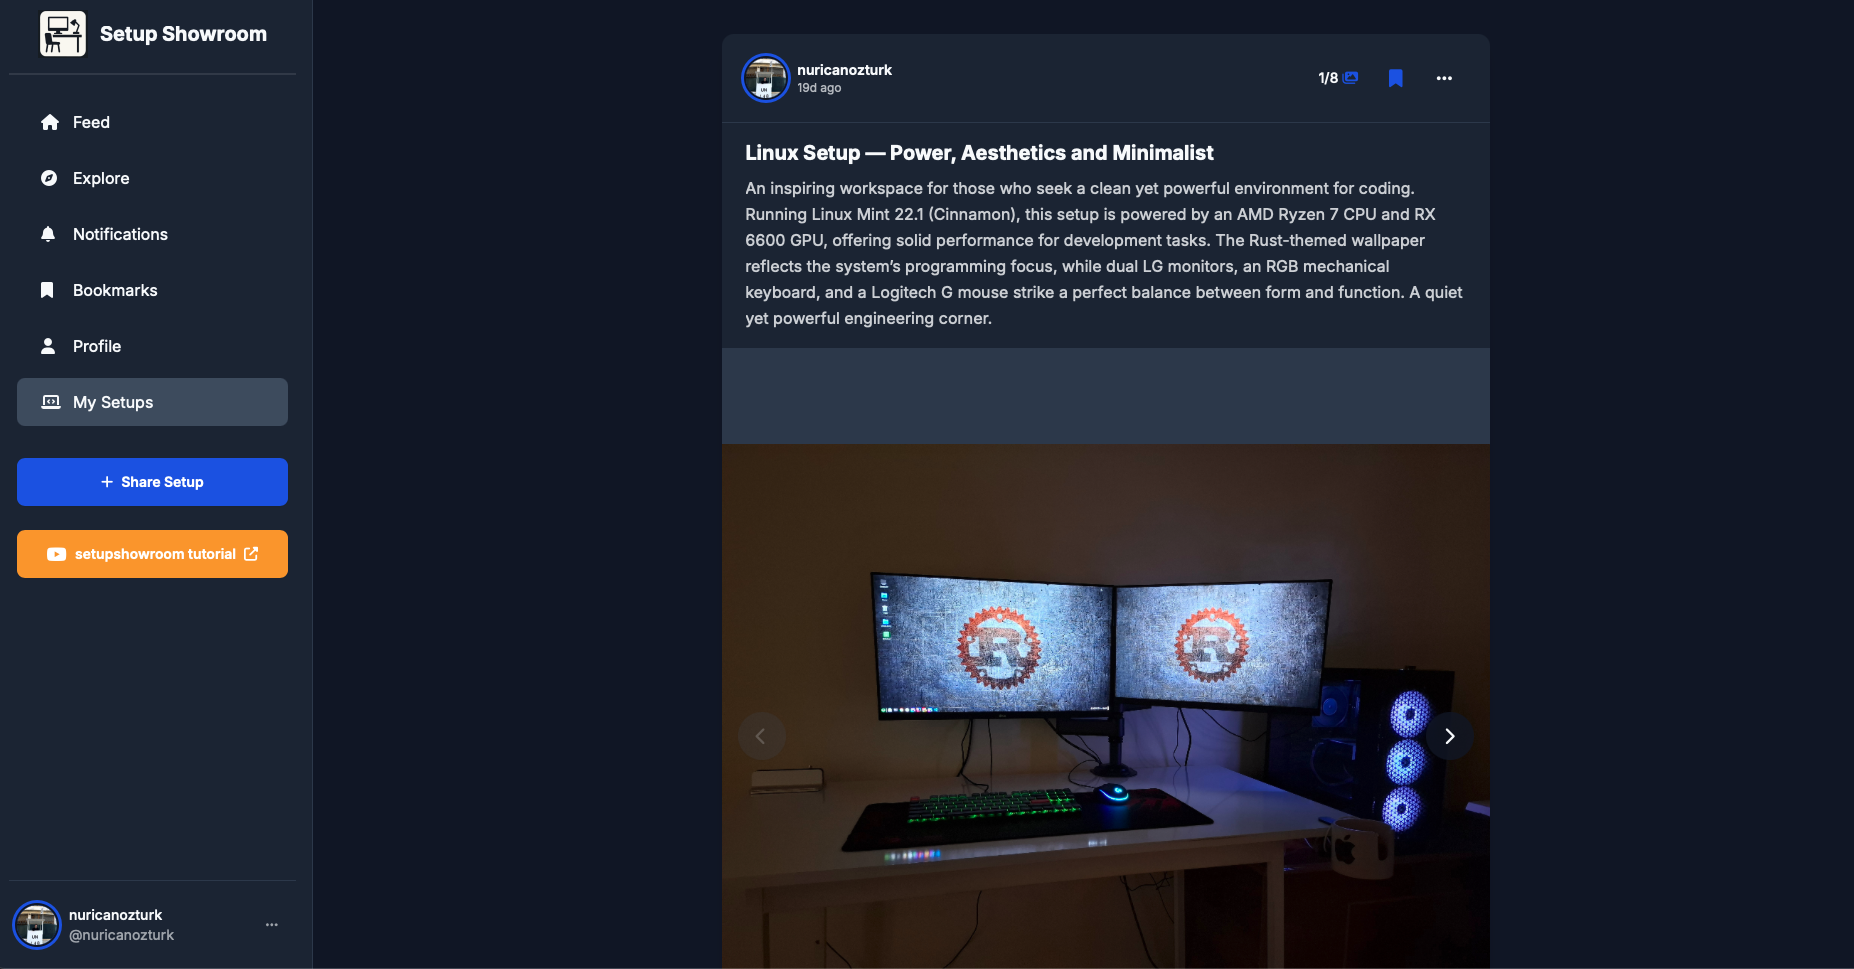 Setup Showroom
Feed
Explore
Notifications
Bookmarks
Profile
My Setups
Share Setup
setupshowroom tutorial
nuricanozturk
@nuricanozturk
nuricanozturk
19d ago
1/8
Linux Setup — Power, Aesthetics and Minimalist
An inspiring workspace for those who seek a clean yet powerful environment for coding.
Running Linux Mint 22.1 (Cinnamon), this setup is powered by an AMD Ryzen 7 CPU and RX
6600 GPU, offering solid performance for development tasks. The Rust-themed wallpaper
reflects the system’s programming focus, while dual LG monitors, an RGB mechanical
keyboard, and a Logitech G mouse strike a perfect balance between form and function. A quiet
yet powerful engineering corner.
R
R